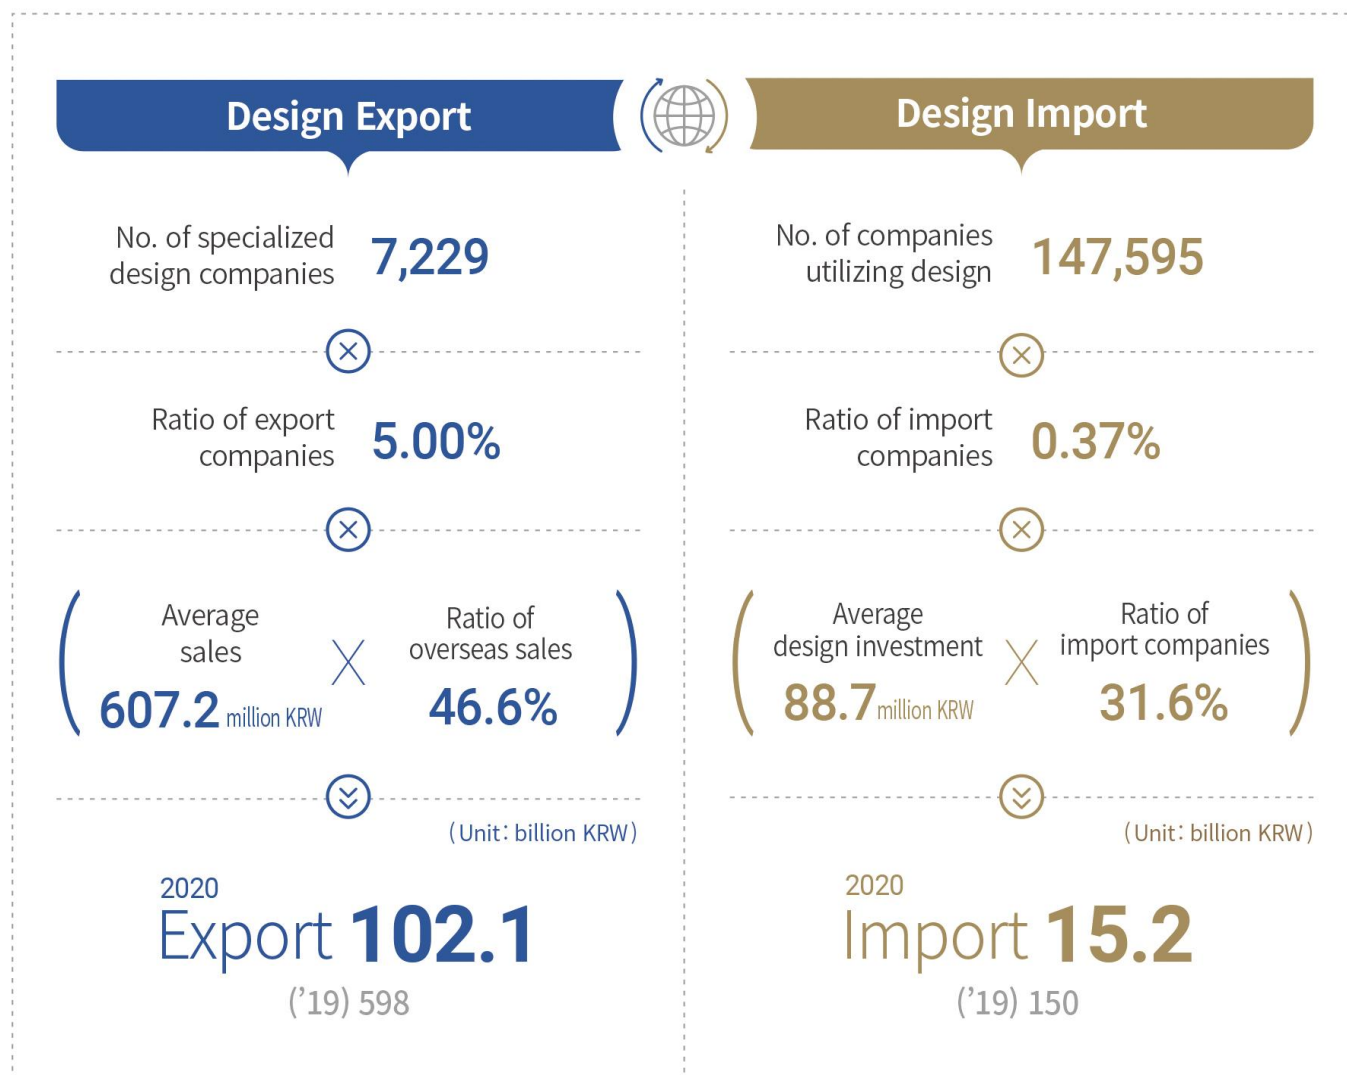 Design Export
No. of specialized
design companies
7,229
Ratio of export
companies
5.00%
Average
sales
607.2 million KRW
Ratio of
overseas sales
46.6%
(Unit: billion KRW)
2020
Export 102.1
('19) 598
Design Import
No. of companies
utilizing design
147,595
Ratio of import
companies
0.37%
Average
design investment
88.7 million KRW
Ratio of
import companies
31.6%
(Unit: billion KRW)
2020
Import 15.2
('19) 150